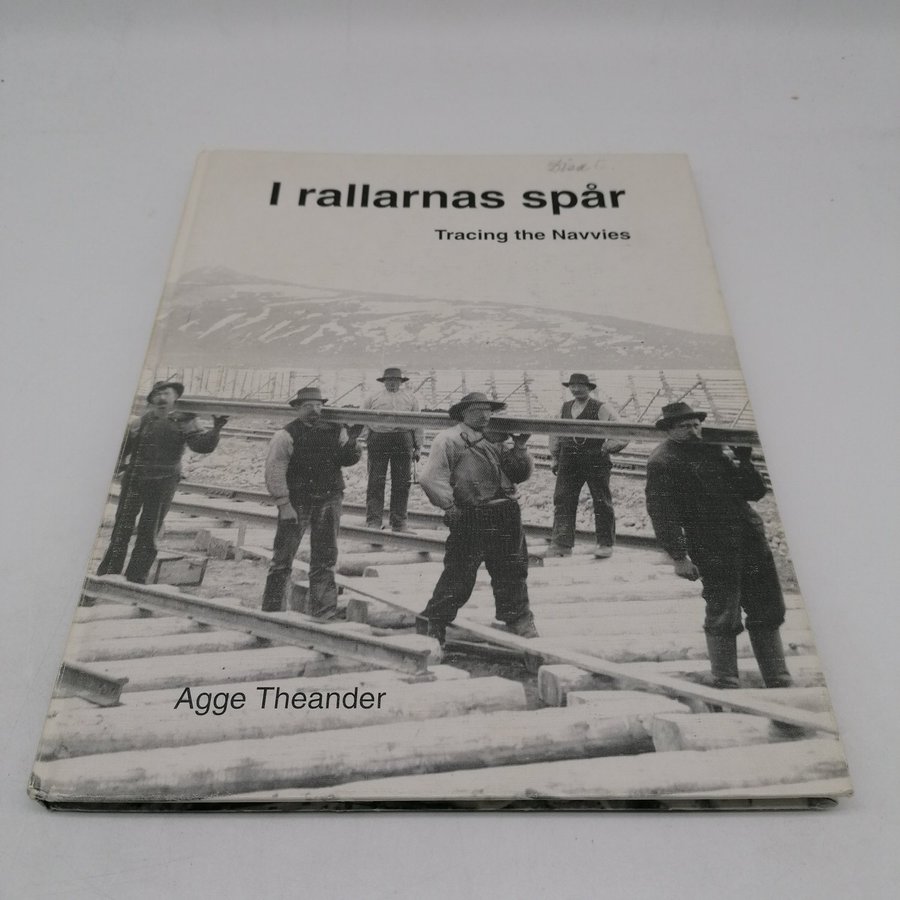 I rallarnas spår
Tracing the Navvies
Agge Theander